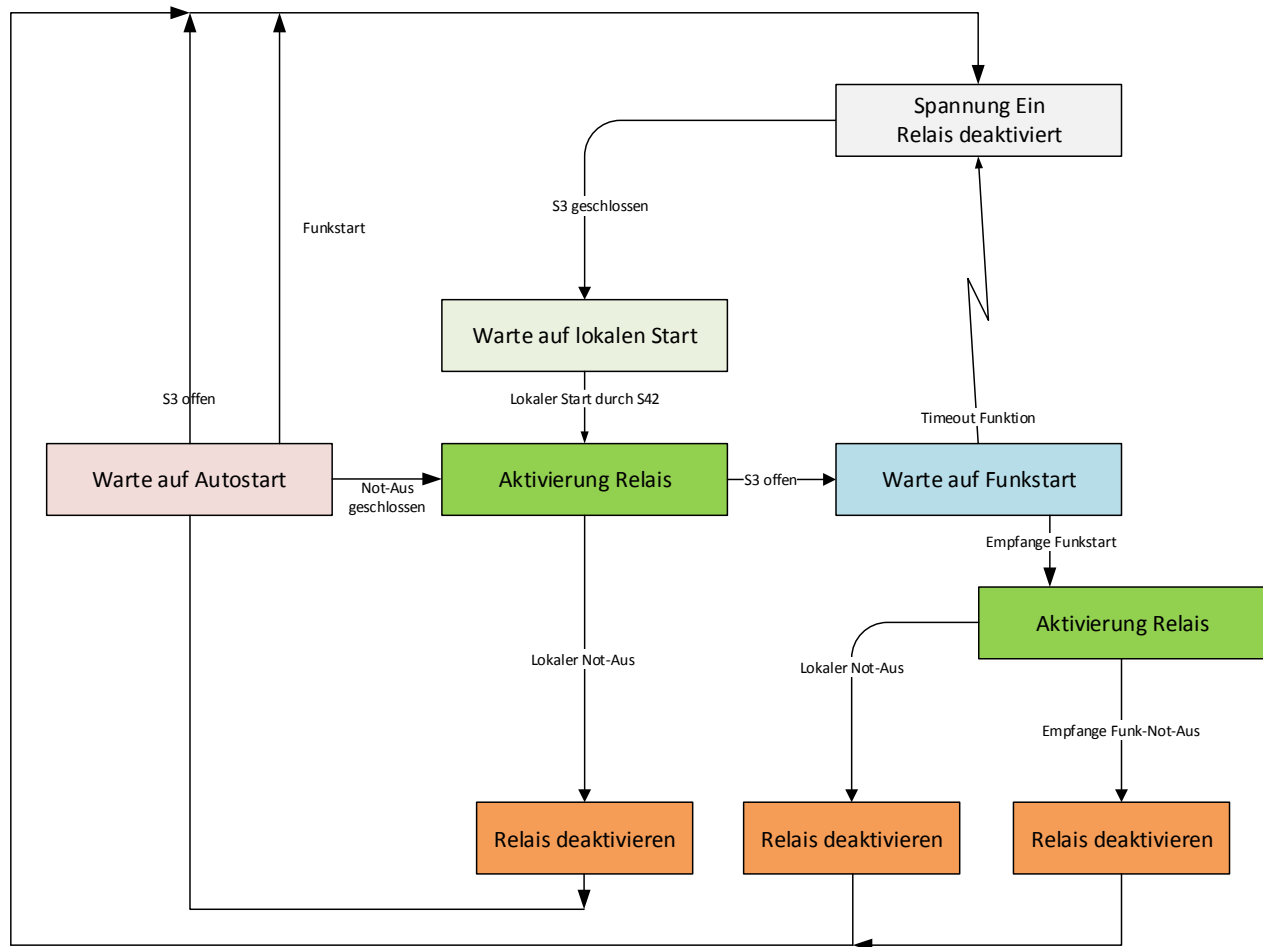 Spannung Ein
Relais deaktiviert
S3 geschlossen
Funkstart
Warte auf lokalen Start
S3 offen
Lokaler Start durch S42
Timeout Funktion
Warte auf Autostart
Not-Aus
geschlossen
Aktivierung Relais
S3 offen
Warte auf Funkstart
Empfange Funkstart
Aktivierung Relais
Lokaler Not-Aus
Lokaler Not-Aus
Empfange Funk-Not-Aus
Relais deaktivieren
Relais deaktivieren
Relais deaktivieren